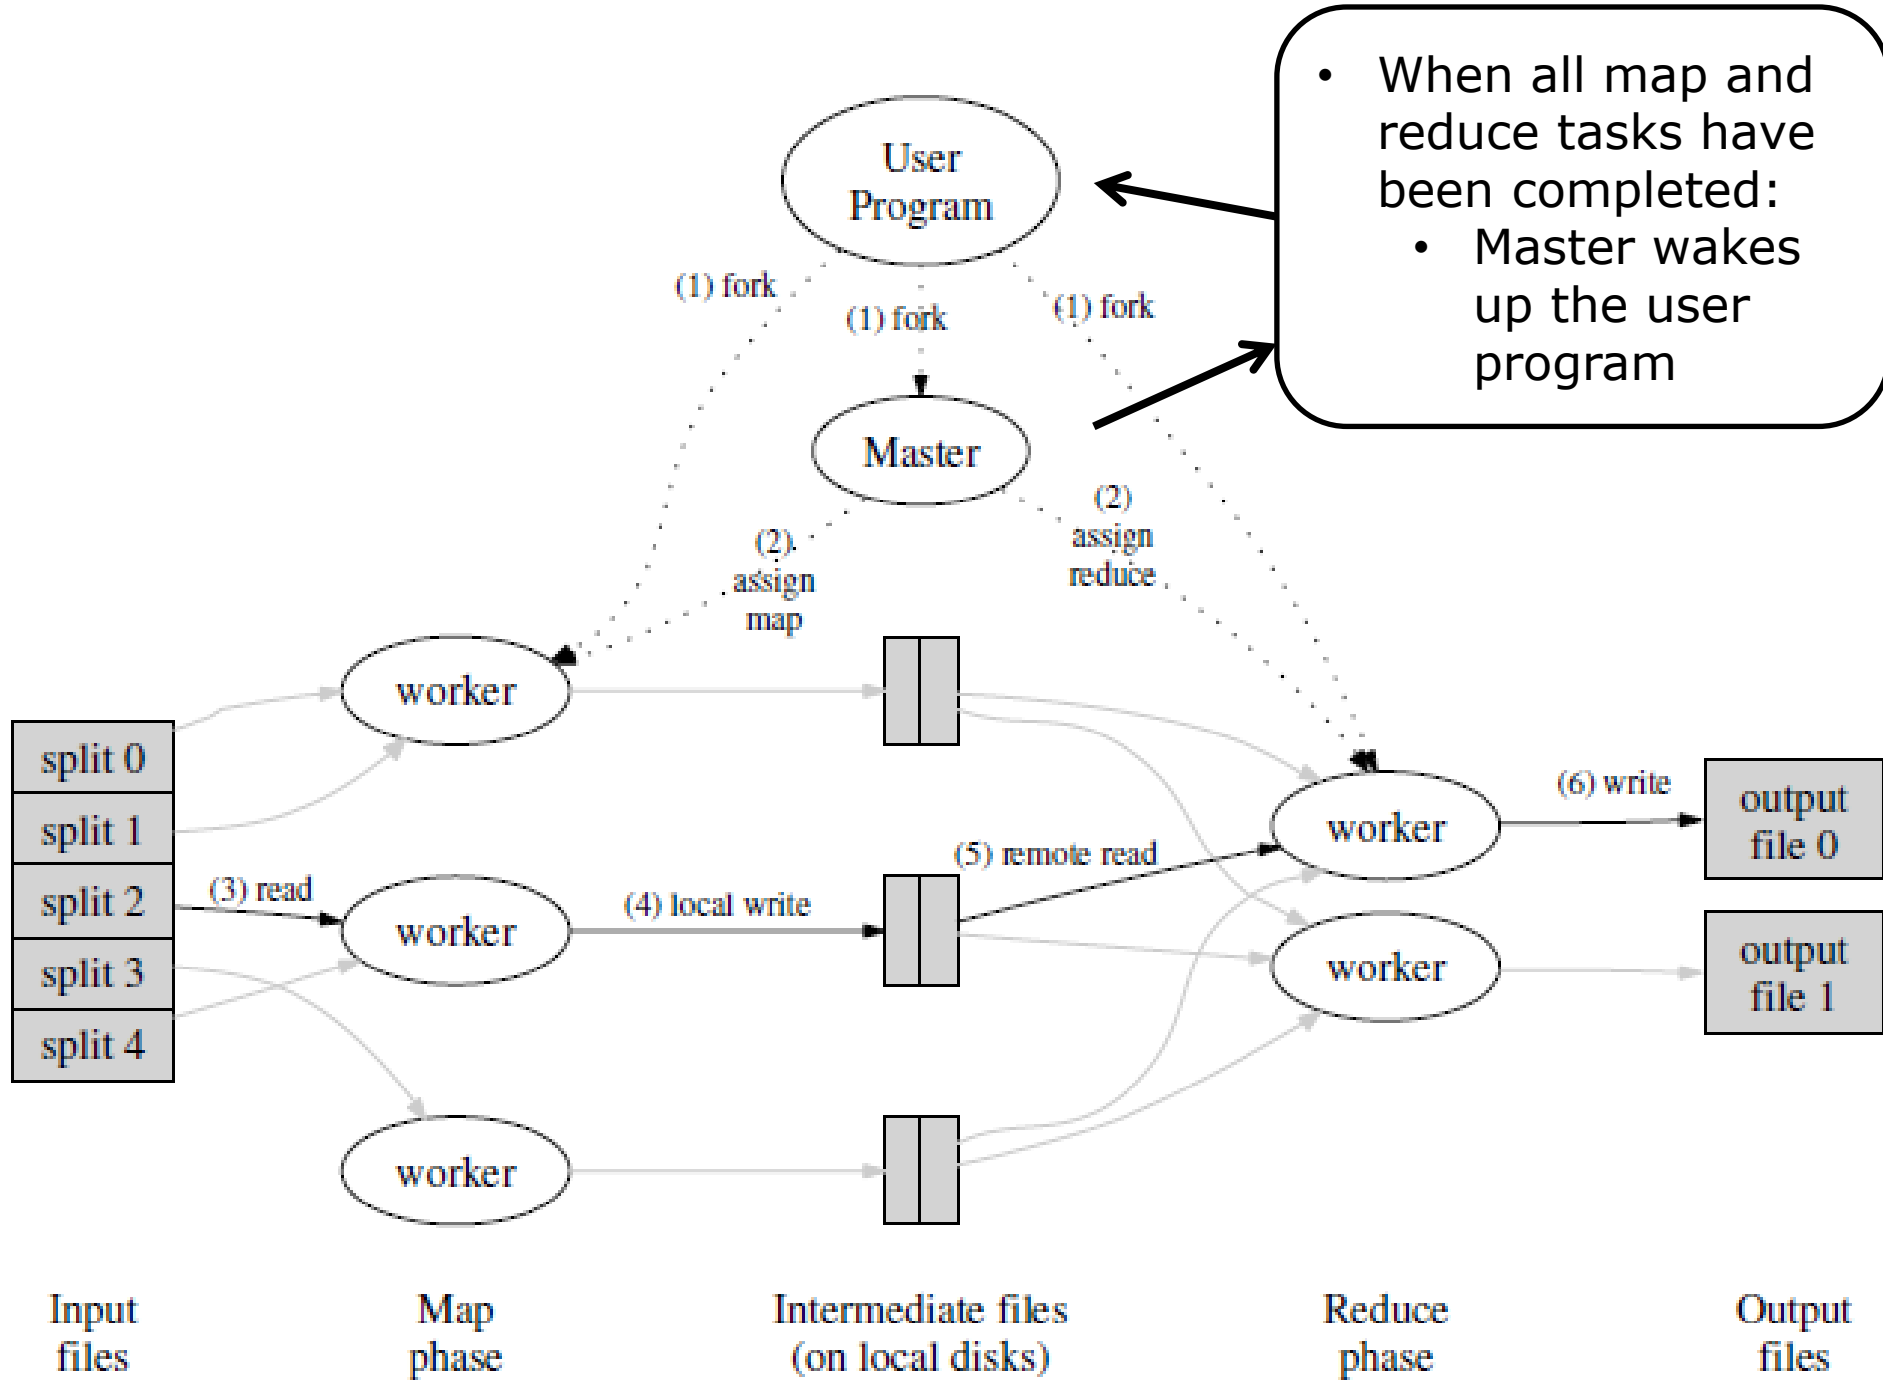 • When all map and
reduce tasks have
been completed:
• Master wakes
up the user
program
User
Program
(1) fork
(1) fork
(1) fork
Master
(2)
assign
map
(2)
assign
reduce
worker
split 0
split 1
split 2
split 3
split 4
(3) read
worker
(4) local write
(5) remote read
worker
(6) write
output
file 0
worker
output
file 1
worker
Input
files
Map
phase
Intermediate files
(on local disks)
Reduce
phase
Output
files